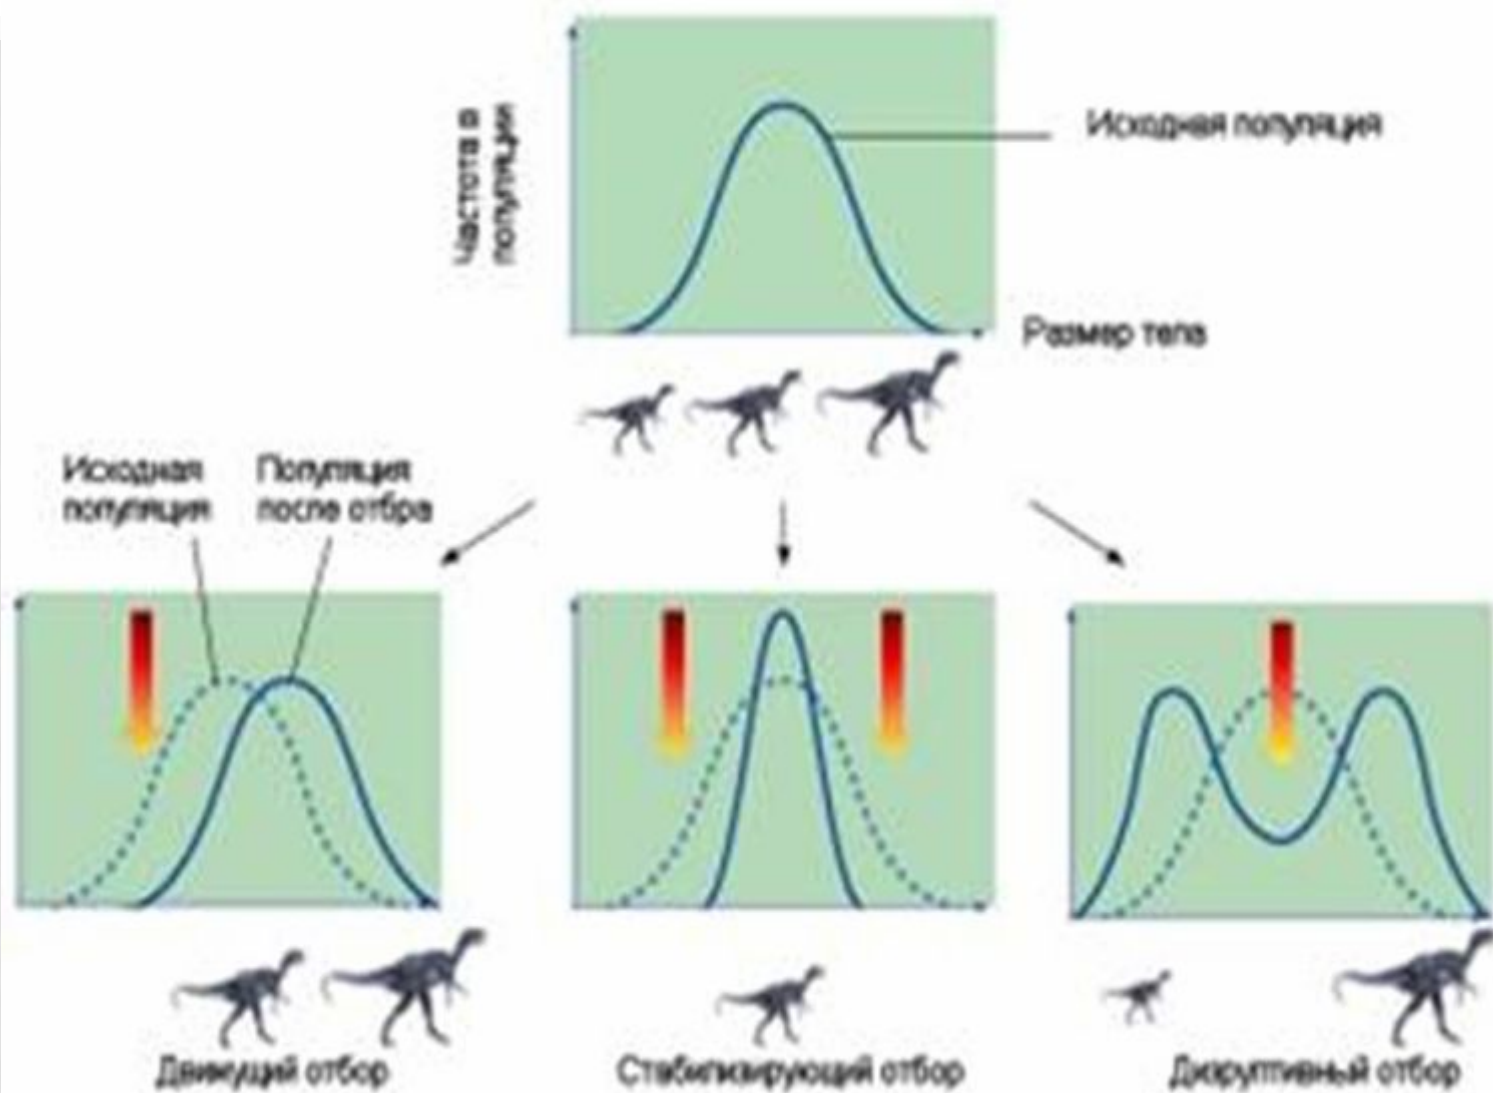 Частота в
популяции
Исходная популяция
Размер тела
Исходная
популяция
Популяция
после отбра
Движущий отбор
Стабилизирующий отбор
Дизруптивный отбор